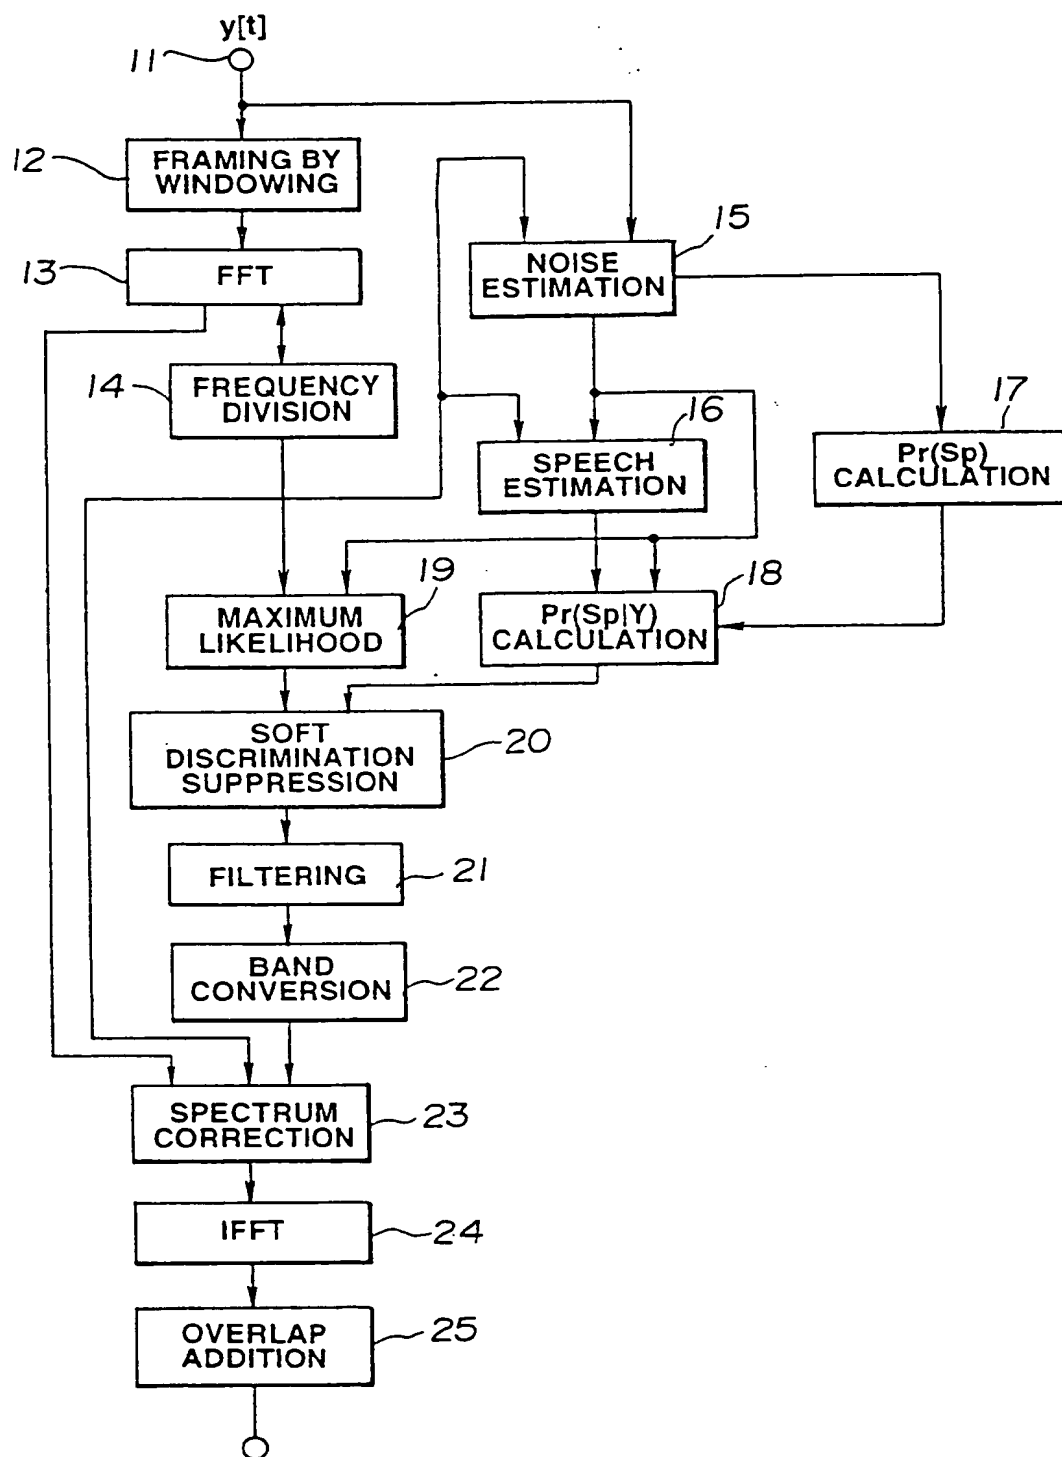 y[t]
11
12
FRAMING BY
WINDOWING
13
FFT
15
NOISE
ESTIMATION
14
FREQUENCY
DIVISION
16
SPEECH
ESTIMATION
17
Pr(Sp)
CALCULATION
19
MAXIMUM
LIKELIHOOD
18
Pr(Sp|Y)
CALCULATION
SOFT
DISCRIMINATION
SUPPRESSION
20
FILTERING
21
BAND
CONVERSION
22
SPECTRUM
CORRECTION
23
IFFT
24
OVERLAP
ADDITION
25